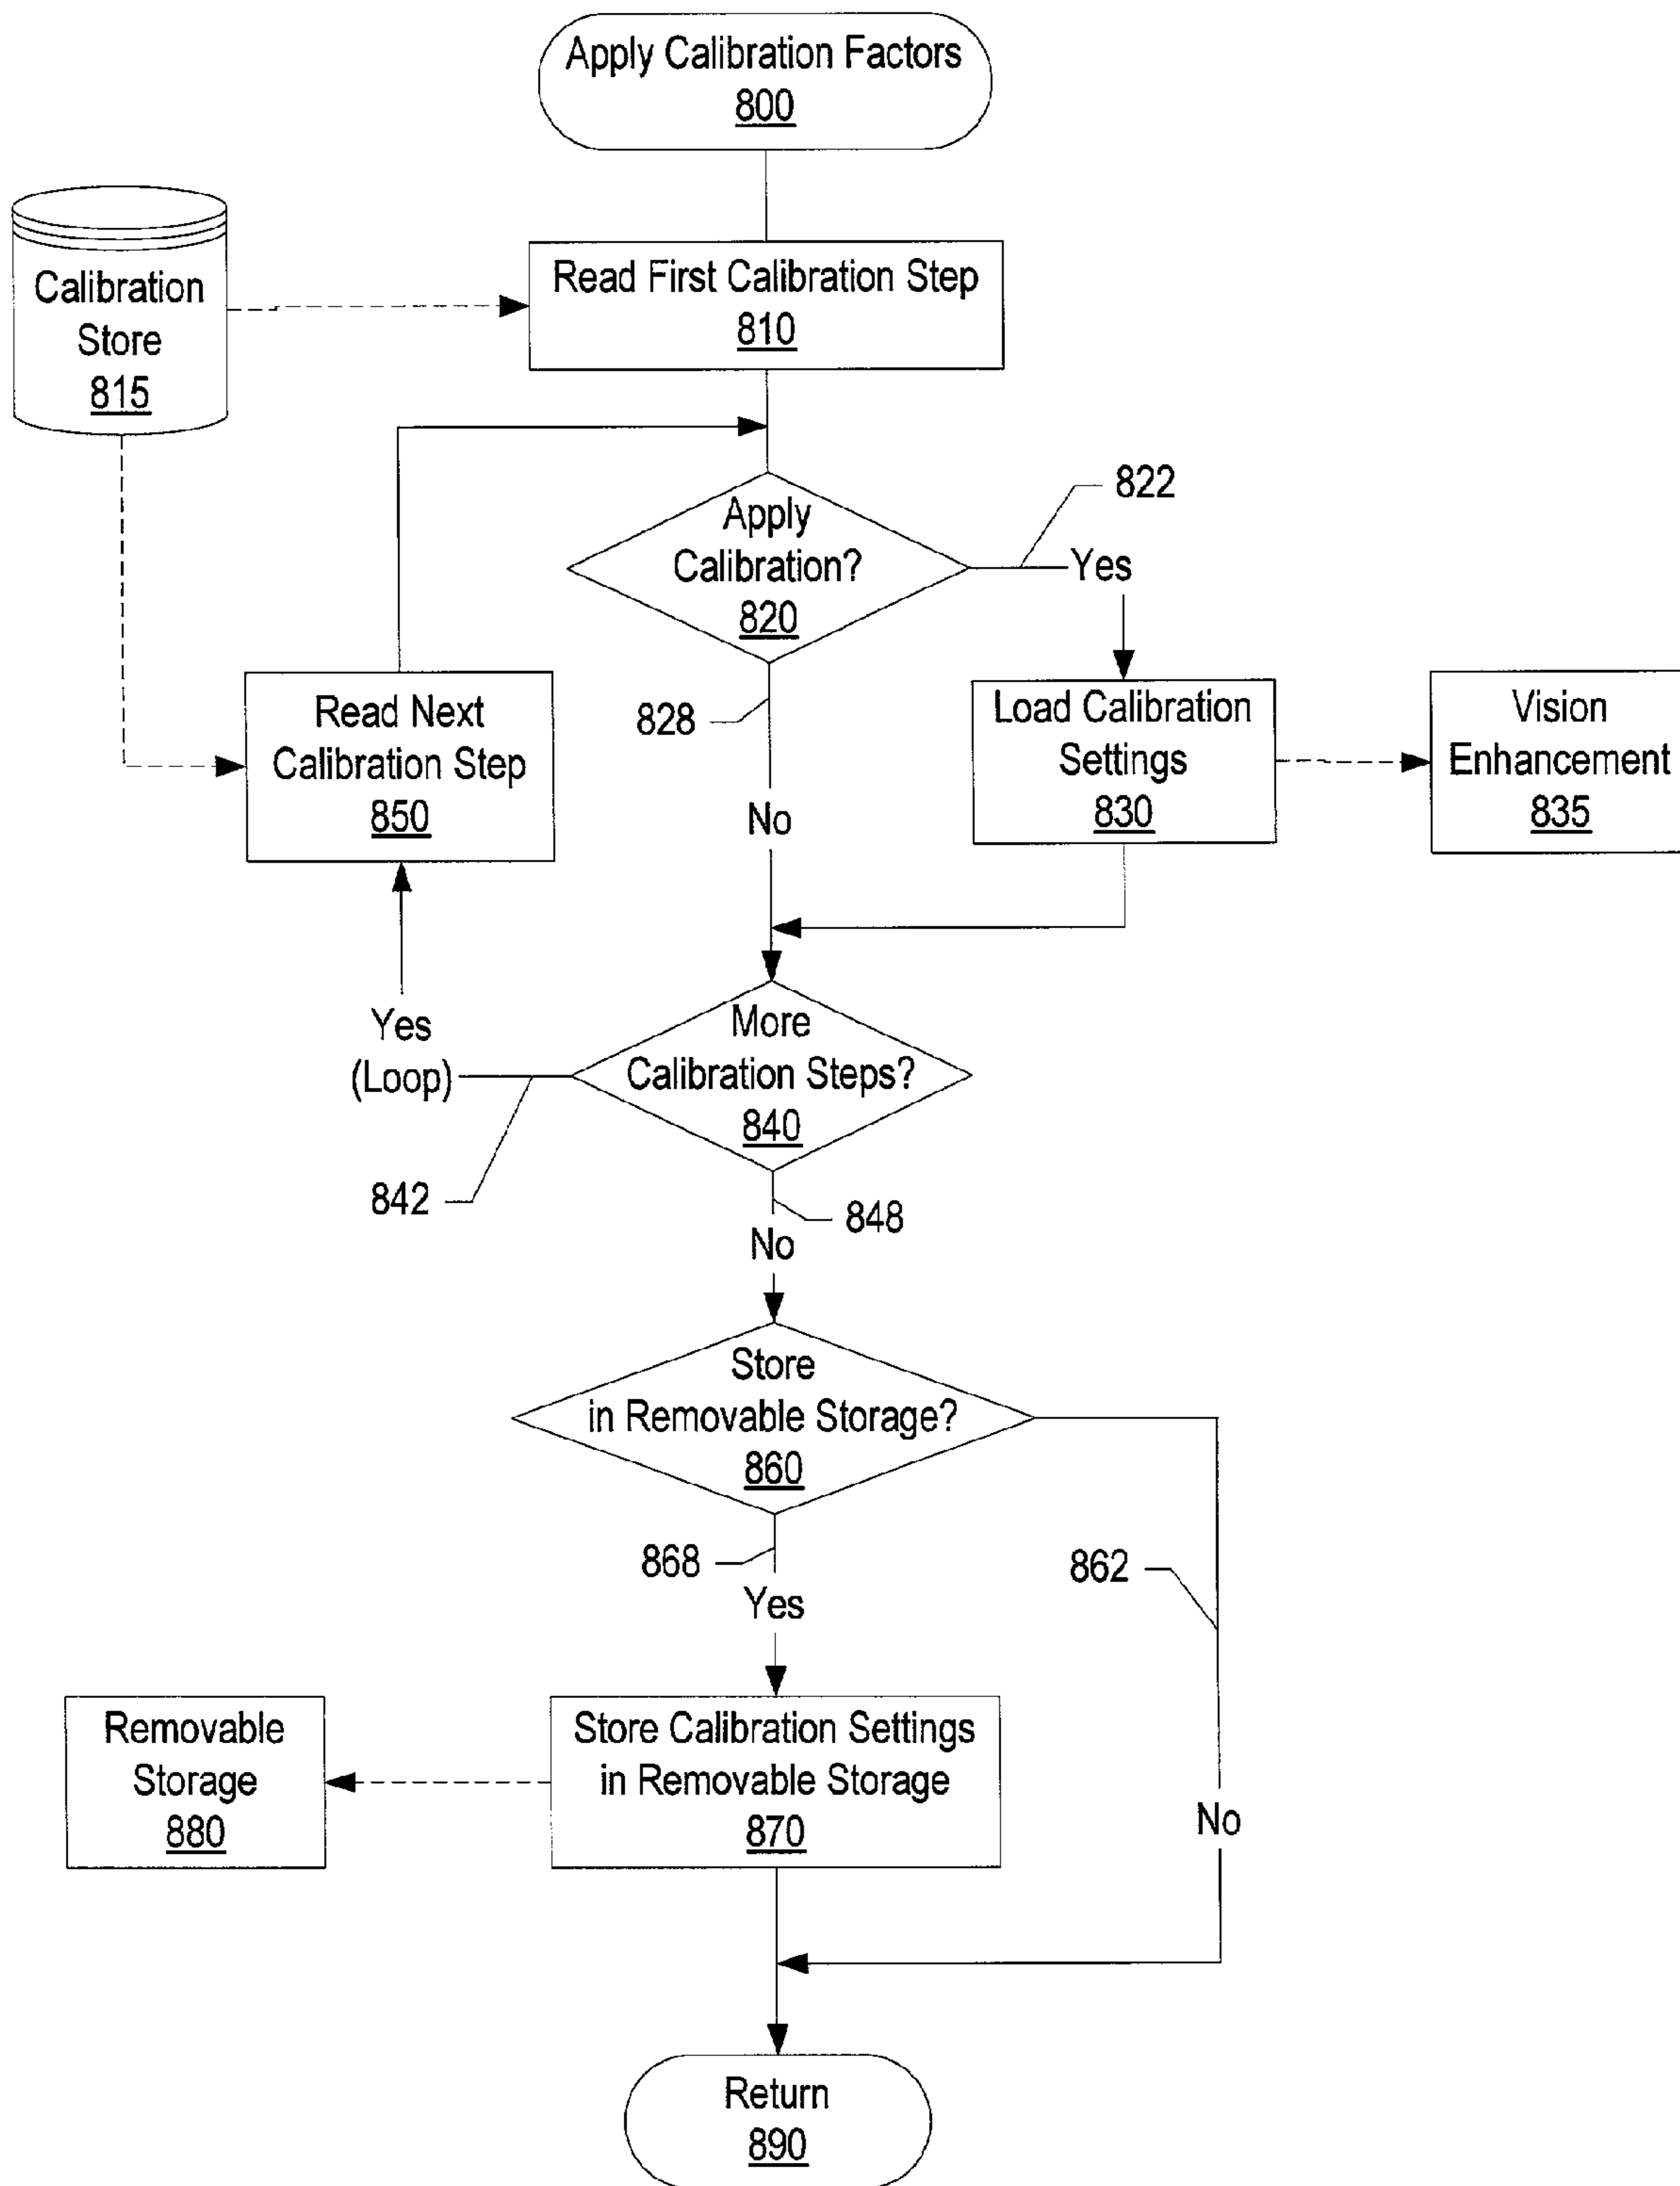 Apply Calibration Factors
800
Calibration
Store
815
Read First Calibration Step
810
822
Apply
Calibration?
820
Yes
Read Next
Calibration Step
850
828
No
Load Calibration
Settings
830
Vision
Enhancement
835
Yes
(Loop)
More
Calibration Steps?
840
842
848
No
Store
in Removable Storage?
860
868
Yes
862
Removable
Storage
880
Store Calibration Settings
in Removable Storage
870
No
Return
890